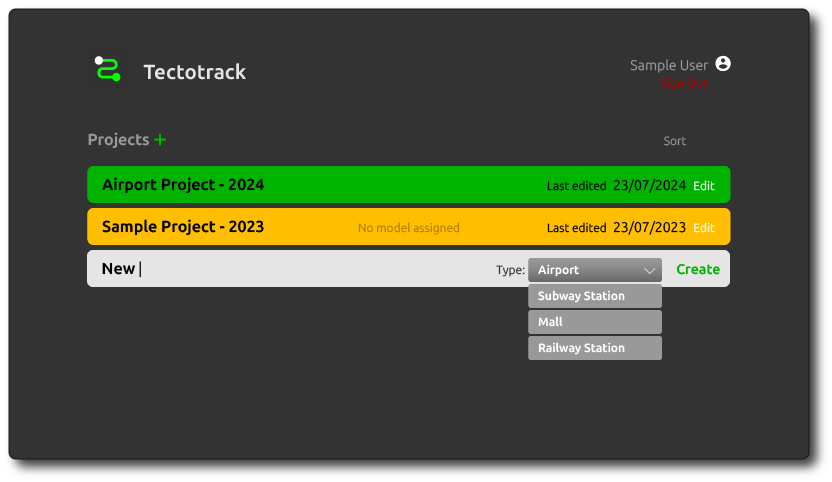 Tectotrack
Sample User
Sign Out
Projects +
Sort
Airport Project - 2024 Last edited 23/07/2024 Edit
Sample Project - 2023 No model assigned Last edited 23/07/2023 Edit
New Type: Airport Create
Subway Station
Mall
Railway Station